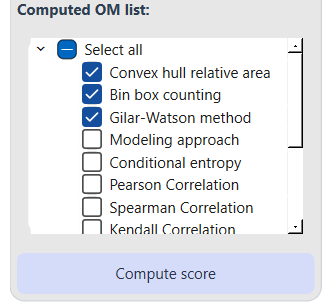 Computed OM list:
Select all
Convex hull relative area
Bin box counting
Gilar-Watson method
Modeling approach
Conditional entropy
Pearson Correlation
Spearman Correlation
Kendall Correlation
Compute score